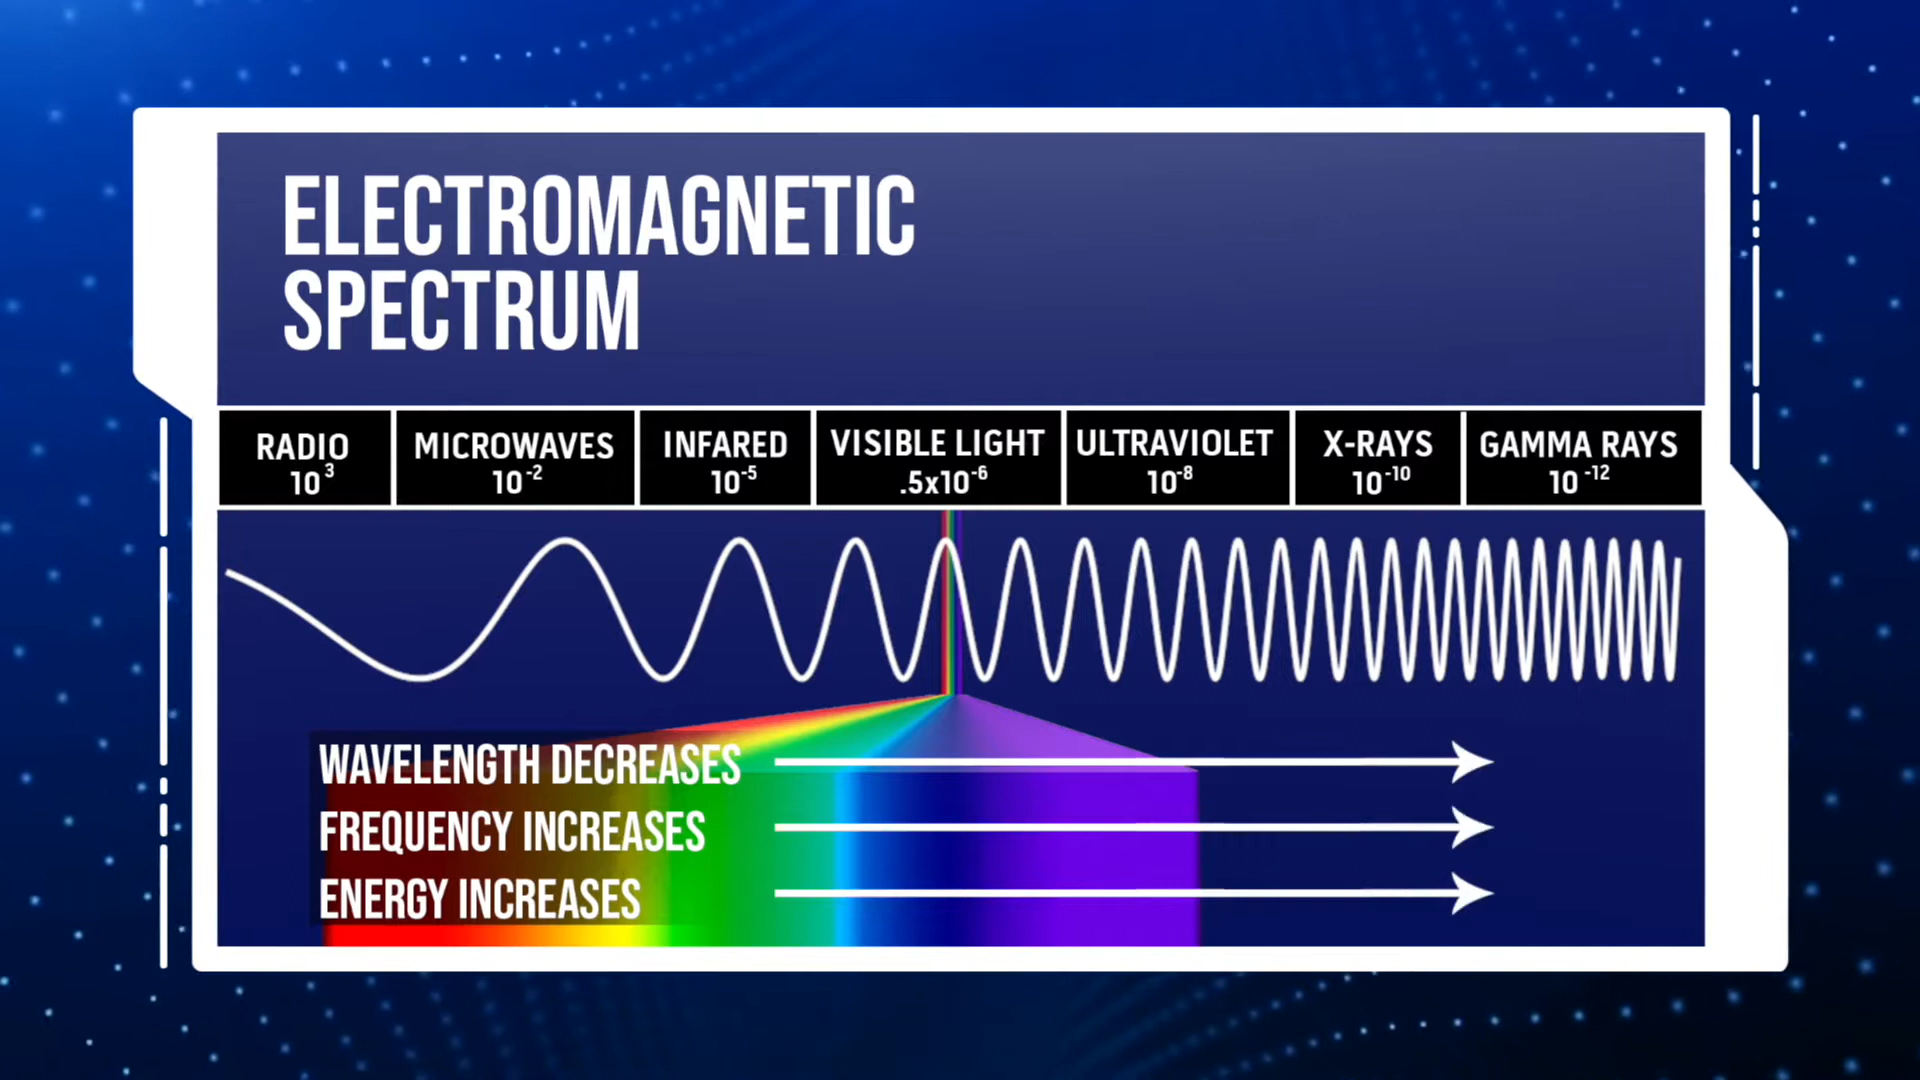 ELECTROMAGNETIC
SPECTRUM
RADIO MICROWAVES INFARED VISIBLE LIGHT ULTRAVIOLET X-RAYS GAMMA RAYS
10³ 10⁻² 10⁻⁵ .5x10⁻⁶ 10⁻⁸ 10⁻¹⁰ 10⁻¹²
WAVELENGTH DECREASES
FREQUENCY INCREASES
ENERGY INCREASES